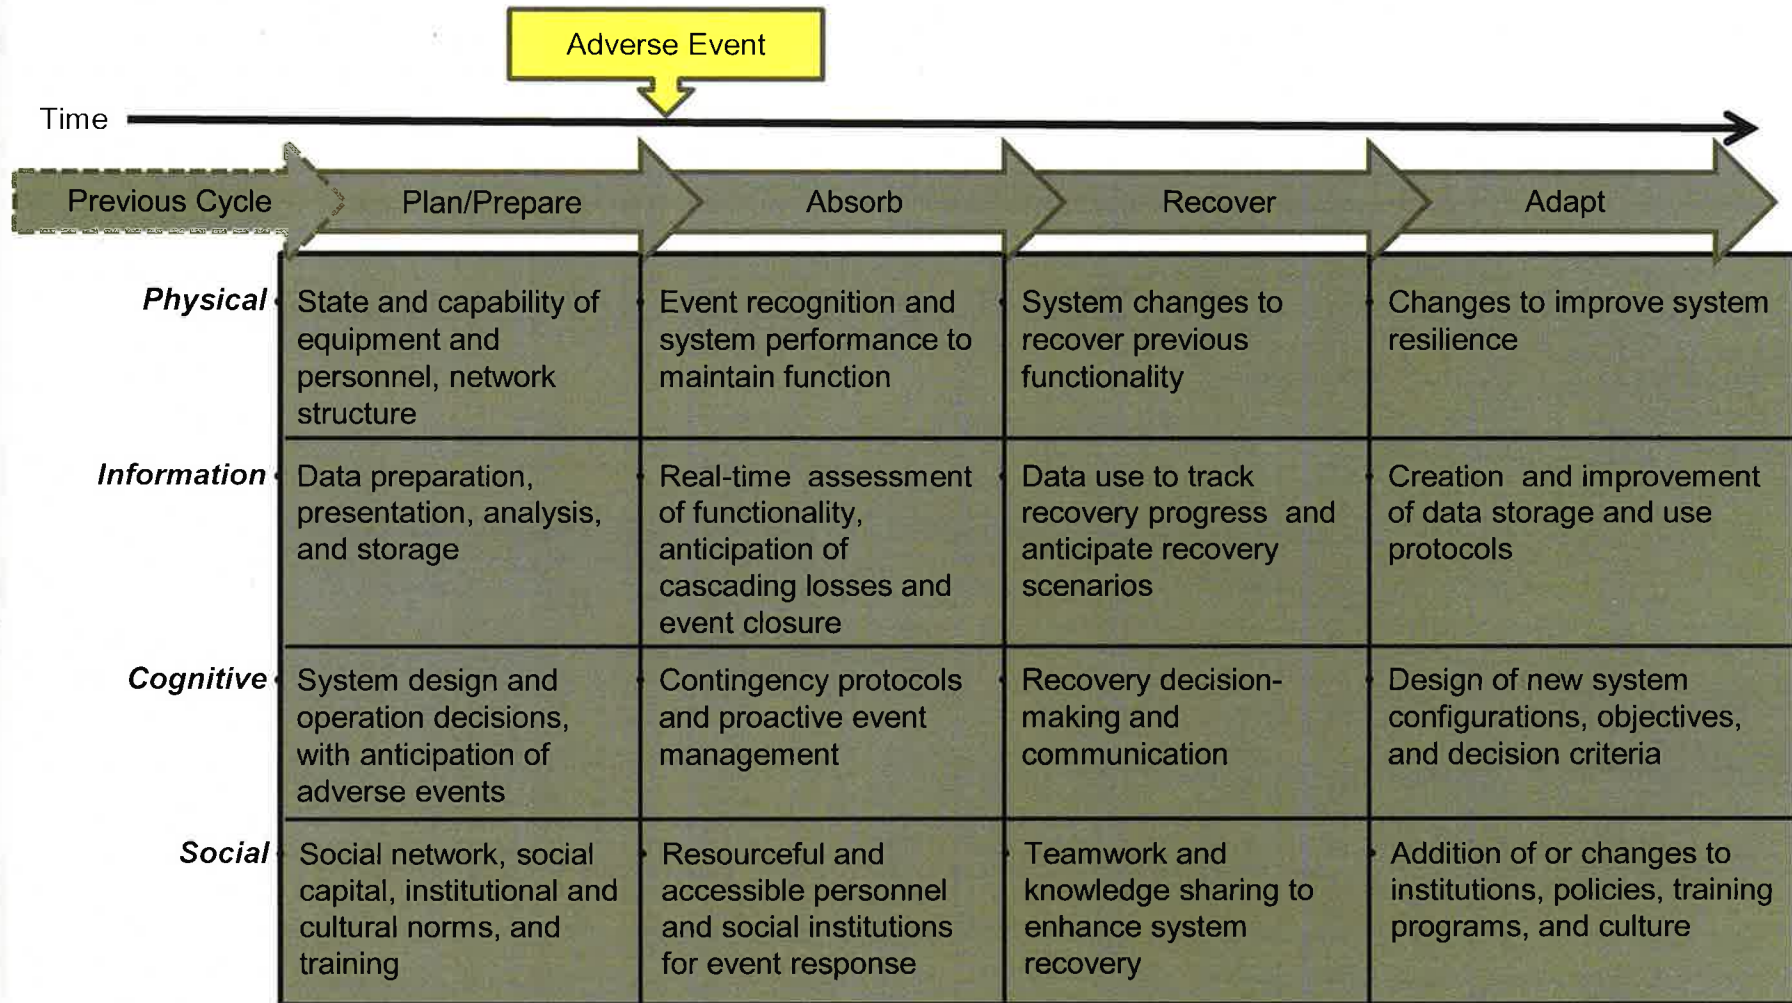 Adverse Event
Time
Previous Cycle
Plan/Prepare
Absorb
Recover
Adapt
Physical
State and capability of
equipment and
personnel, network
structure
Event recognition and
system performance to
maintain function
System changes to
recover previous
functionality
Changes to improve system
resilience
Information
Data preparation,
presentation, analysis,
and storage
Real-time assessment
of functionality,
anticipation of
cascading losses and
event closure
Data use to track
recovery progress and
anticipate recovery
scenarios
Creation and improvement
of data storage and use
protocols
Cognitive
System design and
operation decisions,
with anticipation of
adverse events
Contingency protocols
and proactive event
management
Recovery decision-
making and
communication
Design of new system
configurations, objectives,
and decision criteria
Social
Social network, social
capital, institutional and
cultural norms, and
training
Resourceful and
accessible personnel
and social institutions
for event response
Teamwork and
knowledge sharing to
enhance system
recovery
Addition of or changes to
institutions, policies, training
programs, and culture